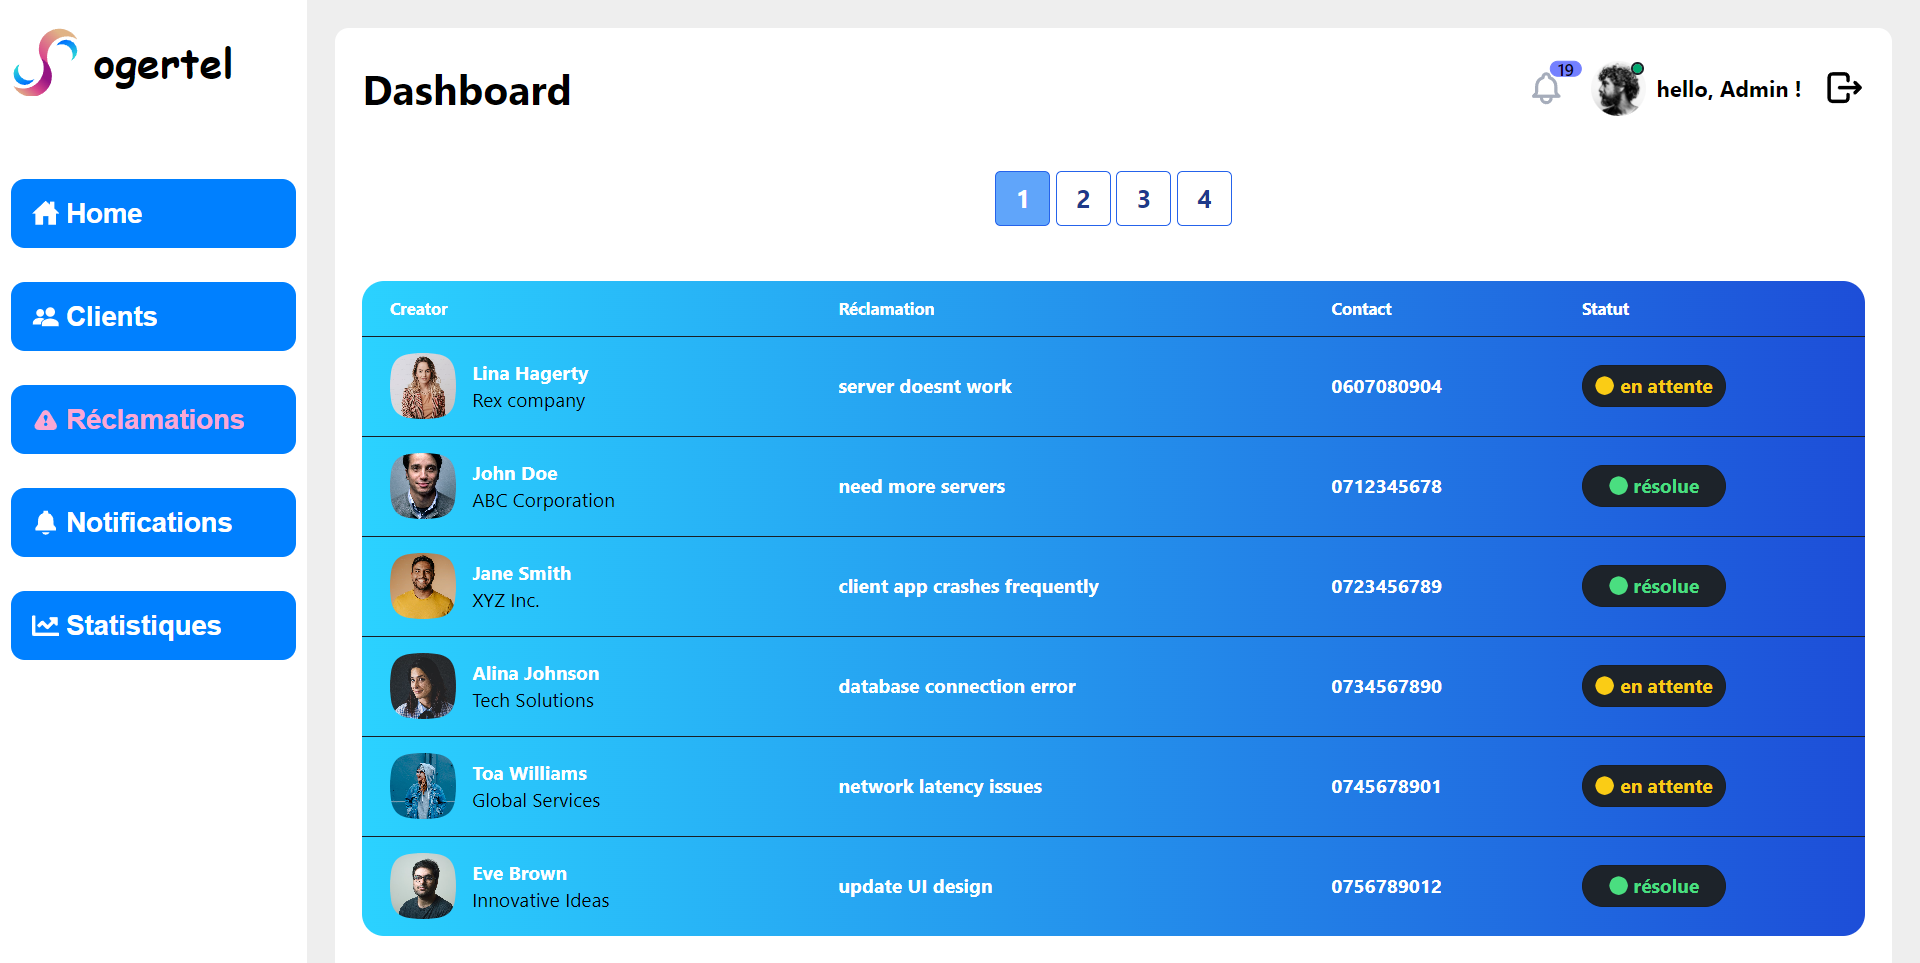 ogertel
Home
Clients
Réclamations
Notifications
Statistiques
Dashboard
19
hello, Admin !
1 2 3 4
Creator Réclamation Contact Statut
Lina Hagerty
Rex company
server doesnt work
0607080904
en attente
John Doe
ABC Corporation
need more servers
0712345678
résolue
Jane Smith
XYZ Inc.
client app crashes frequently
0723456789
résolue
Alina Johnson
Tech Solutions
database connection error
0734567890
en attente
Toa Williams
Global Services
network latency issues
0745678901
en attente
Eve Brown
Innovative Ideas
update UI design
0756789012
résolue